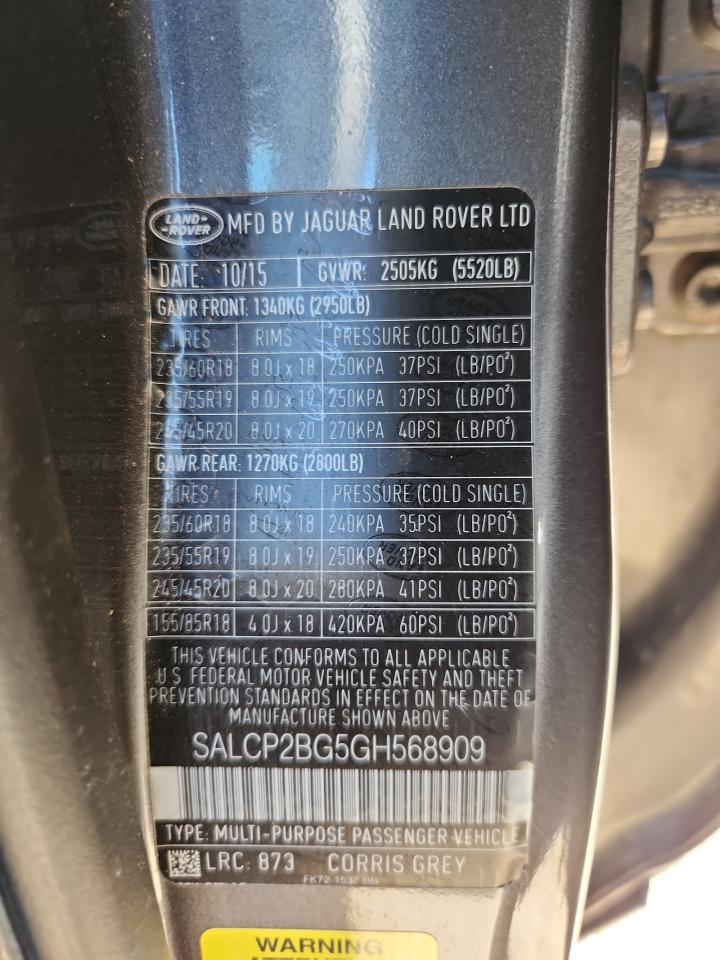 LAND ROVER MFD BY JAGUAR LAND ROVER LTD
DATE: 10/15 GVWR: 2505KG (5520LB)
GAWR FRONT: 1340KG (2950LB)
TIRES RIMS PRESSURE (COLD SINGLE)
235/60R18 8.0J x 18 250KPA 37PSI (LB/PO²)
235/55R19 8.0J x 19 250KPA 37PSI (LB/PO²)
245/45R20 8.0J x 20 270KPA 40PSI (LB/PO²)
GAWR REAR: 1270KG (2800LB)
TIRES RIMS PRESSURE (COLD SINGLE)
235/60R18 8.0J x 18 240KPA 35PSI (LB/PO²)
235/55R19 8.0J x 19 250KPA 37PSI (LB/PO²)
245/45R20 8.0J x 20 280KPA 41PSI (LB/PO²)
155/85R18 4.0J x 18 420KPA 60PSI (LB/PO²)
THIS VEHICLE CONFORMS TO ALL APPLICABLE
U.S. FEDERAL MOTOR VEHICLE SAFETY AND THEFT
PREVENTION STANDARDS IN EFFECT ON THE DATE OF
MANUFACTURE SHOWN ABOVE
SALCP2BG5GH568909
TYPE: MULTI-PURPOSE PASSENGER VEHICLE
LRC: 873 CORRIS GREY
FK72-1532-BB
WARNING